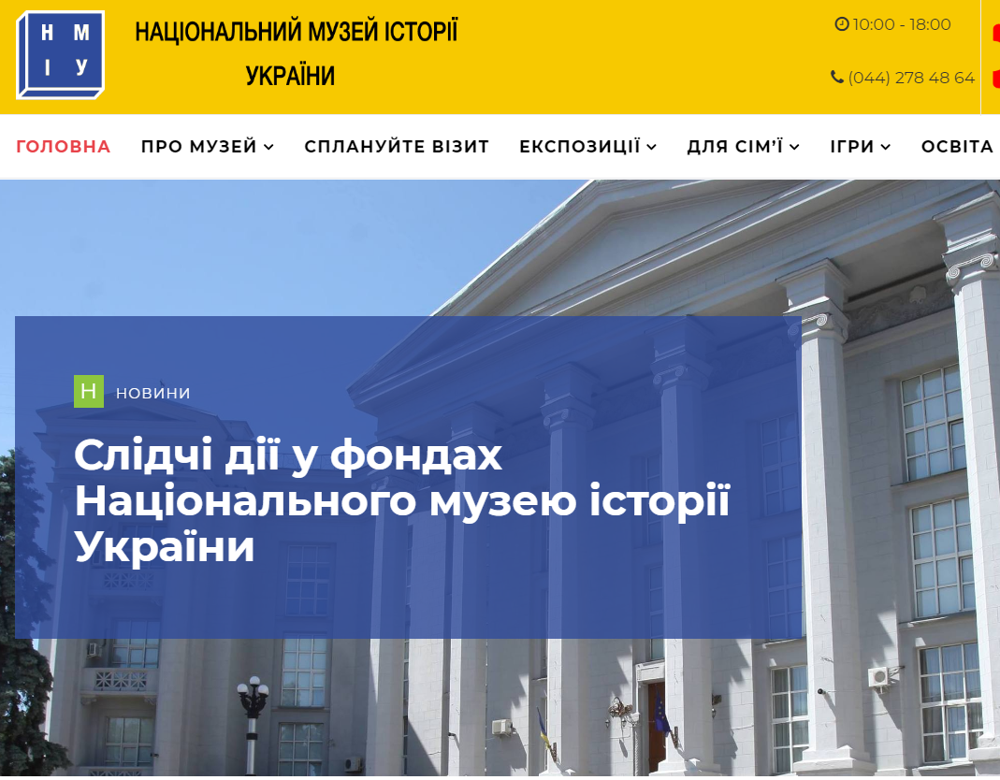 Н М
І У
НАЦІОНАЛЬНИЙ МУЗЕЙ ІСТОРІЇ
УКРАЇНИ
10:00 - 18:00
(044) 278 48 64
ГОЛОВНА ПРО МУЗЕЙ СПЛАНУЙТЕ ВІЗИТ ЕКСПОЗИЦІЇ ДЛЯ СІМ’Ї ІГРИ ОСВІТА
Н НОВИНИ
Слідчі дії у фондах
Національного музею історії
України